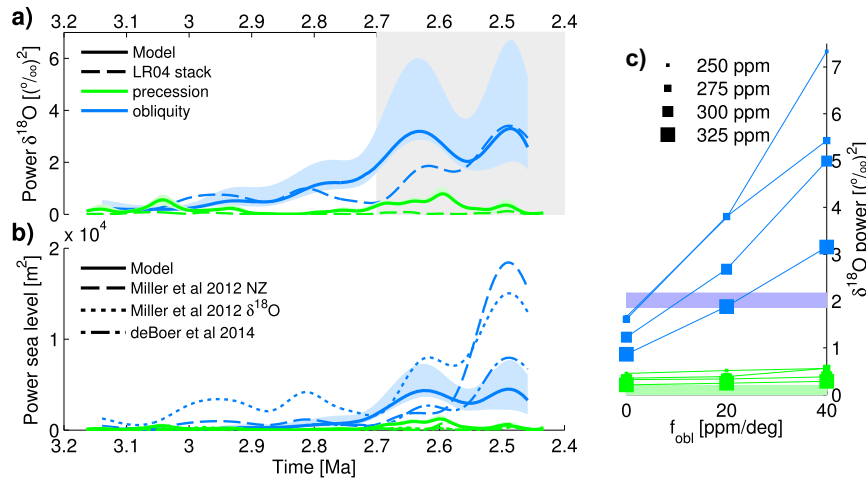 a)
3.2 3.1 3 2.9 2.8 2.7 2.6 2.5 2.4
6
4
2
0
Power δ¹⁸O [(⁰/₀₀)²]
Model
LR04 stack
precession
obliquity
b)
x 10⁴
2
1
0
Power sea level [m²]
Model
Miller et al 2012 NZ
Miller et al 2012 δ¹⁸O
deBoer et al 2014
3.2 3.1 3 2.9 2.8 2.7 2.6 2.5 2.4
Time [Ma]
c)
250 ppm
275 ppm
300 ppm
325 ppm
7
6
5
4
3
2
1
0
δ¹⁸O power [(⁰/₀₀)²]
0 20 40
f_obl [ppm/deg]